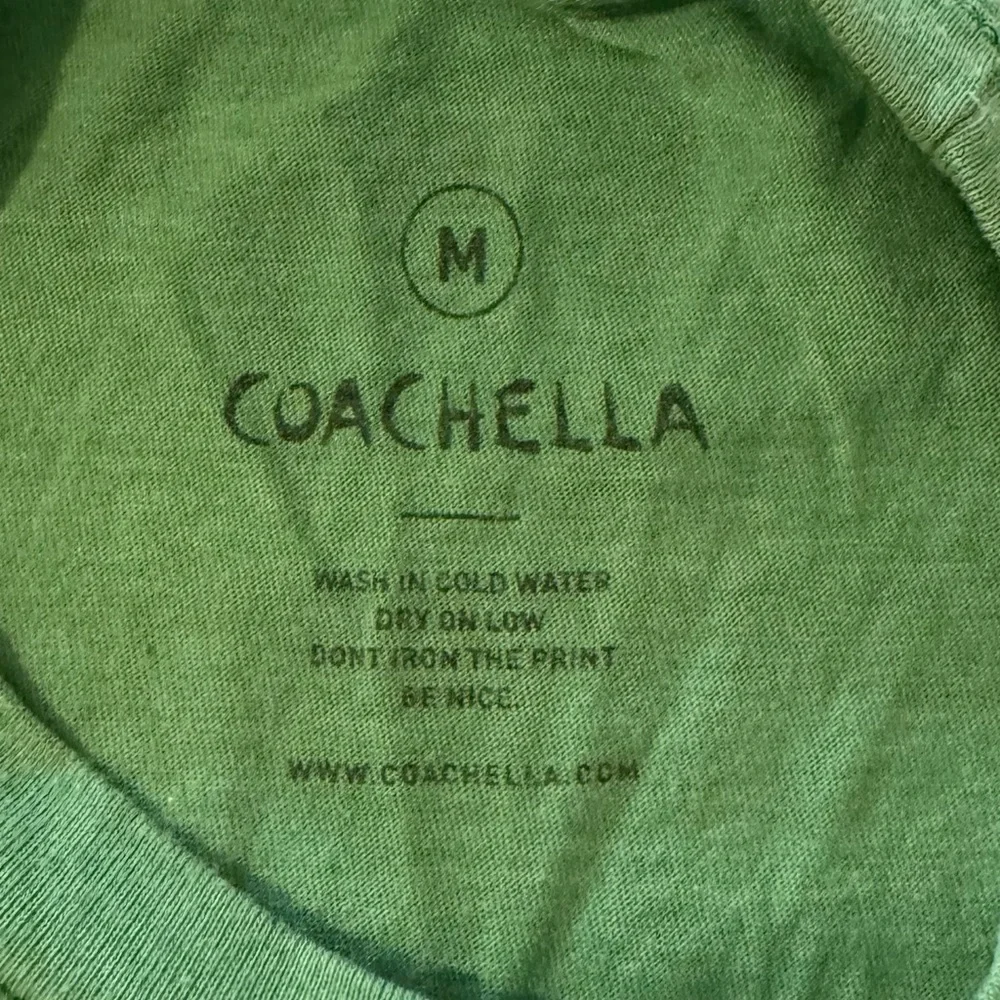 M
COACHELLA
WASH IN COLD WATER
DRY ON LOW
DONT IRON THE PRINT
BE NICE.
WWW.COACHELLA.COM